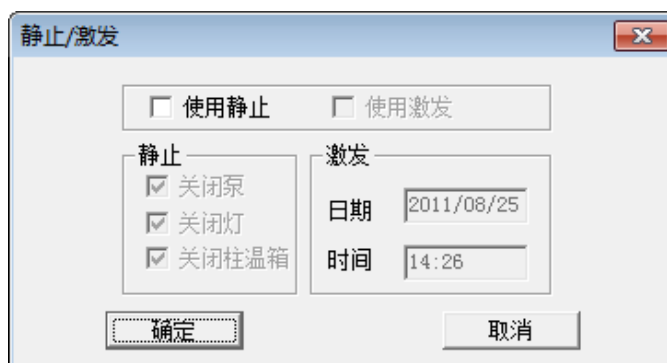 静止/激发
使用静止 使用激发
静止
关闭泵
关闭灯
关闭柱温箱
激发
日期 2011/08/25
时间 14:26
确定 取消